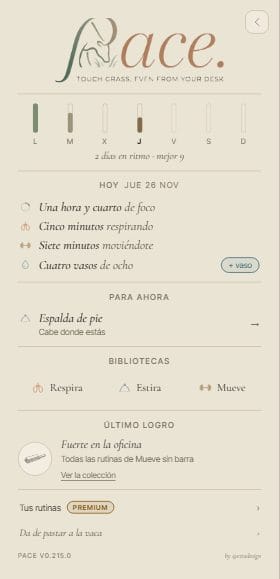 Pace.
TOUCH GRASS, EVEN FROM YOUR DESK
L M X J V S D
2 días en ritmo · mejor 9
HOY JUE 26 NOV
Una hora y cuarto de foco
Cinco minutos respirando
Siete minutos moviéndote
Cuatro vasos de ocho + vaso
PARA AHORA
Espalda de pie →
Cabe donde estás
BIBLIOTECAS
Respira Estira Mueve
ÚLTIMO LOGRO
Fuerte en la oficina
Todas las rutinas de Mueve sin barra
Ver la colección
Tus rutinas PREMIUM ›
Da de pastar a la vaca ›
PACE V0.215.0